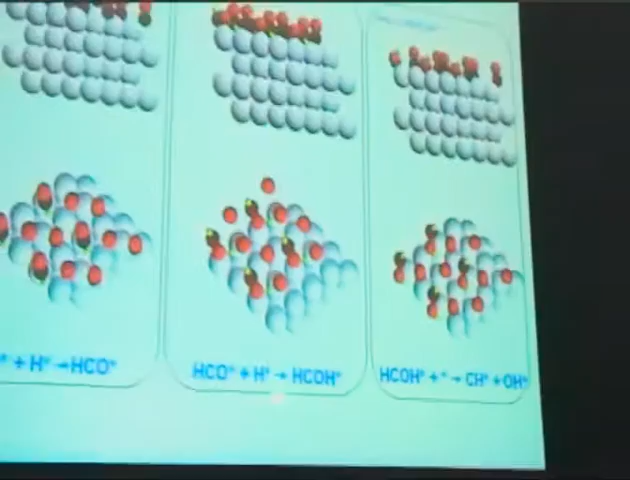 * + H* → HCO*
HCO* + H* → HCOH*
HCOH* + * → CH* + OH*